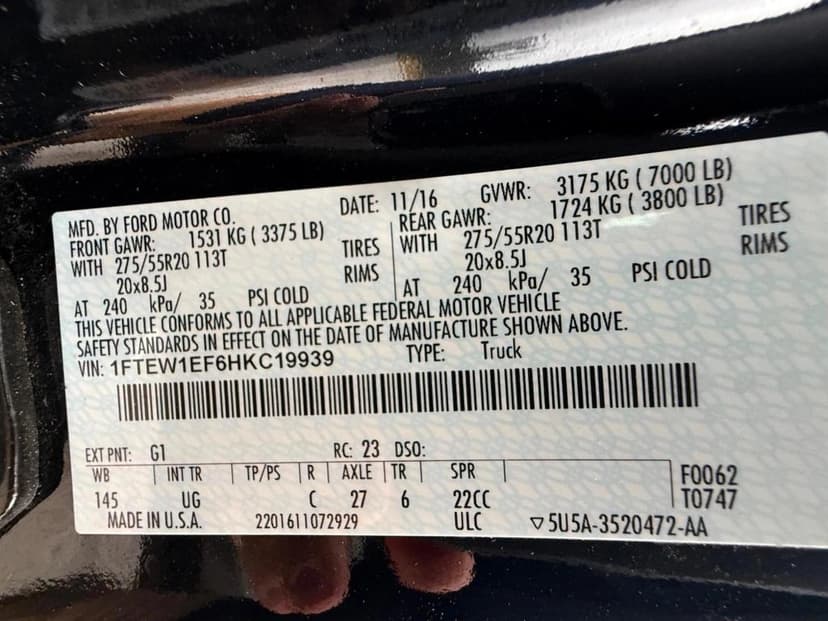 MFD. BY FORD MOTOR CO. DATE: 11/16 GVWR: 3175 KG ( 7000 LB)
FRONT GAWR: 1531 KG ( 3375 LB) REAR GAWR: 1724 KG ( 3800 LB)
WITH 275/55R20 113T TIRES WITH 275/55R20 113T TIRES
20x8.5J RIMS 20x8.5J RIMS
AT 240 kPa/ 35 PSI COLD AT 240 kPa/ 35 PSI COLD
THIS VEHICLE CONFORMS TO ALL APPLICABLE FEDERAL MOTOR VEHICLE
SAFETY STANDARDS IN EFFECT ON THE DATE OF MANUFACTURE SHOWN ABOVE.
VIN: 1FTEW1EF6HKC19939 TYPE: Truck
EXT PNT: G1 RC: 23 DSO:
WB INT TR TP/PS R AXLE TR SPR F0062
145 UG C 27 6 22CC T0747
MADE IN U.S.A. 2201611072929 ULC ▽5U5A-3520472-AA